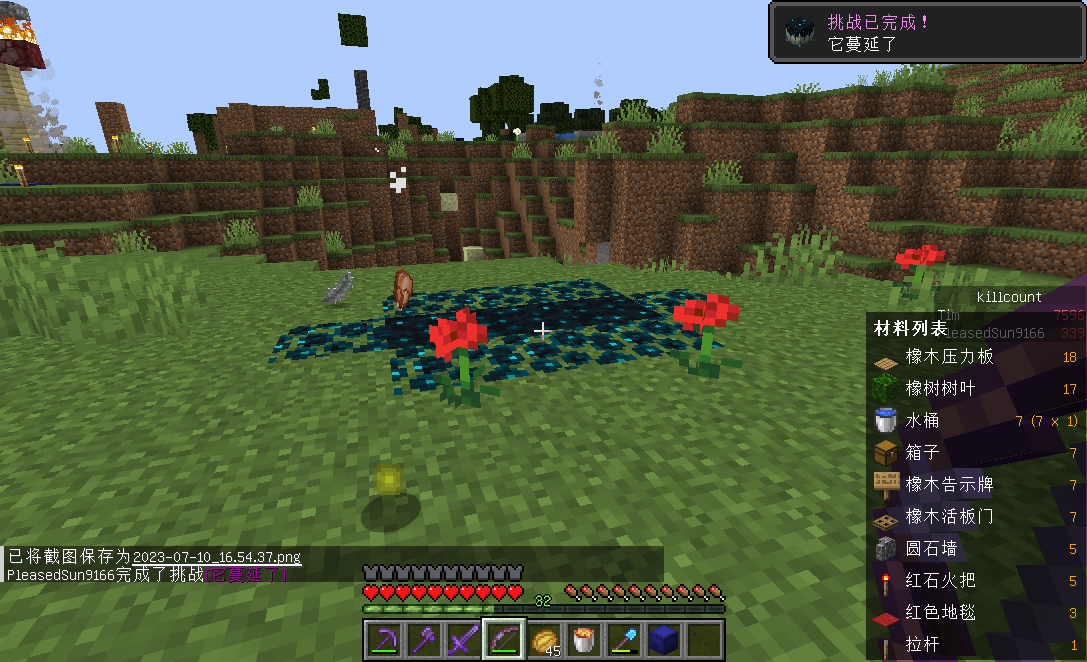 挑战已完成！
它蔓延了
killcount
Tim 7596
PleasedSun9166 339
材料列表
橡木压力板 18
橡树树叶 17
水桶 7 (7 x 1)
箱子 7
橡木告示牌 7
橡木活板门 7
圆石墙 5
红石火把 5
红色地毯 3
拉杆 1
已将截图保存为2023-07-10_16.54.37.png
PleasedSun9166完成了挑战[它蔓延了]
32
45